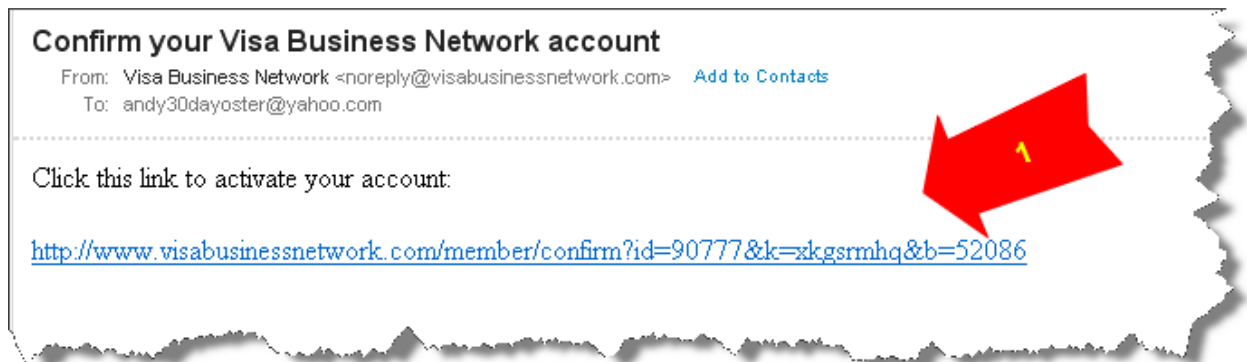 Confirm your Visa Business Network account
From: Visa Business Network <noreply@visabusinessnetwork.com> Add to Contacts
To: andy30dayoster@yahoo.com
1
Click this link to activate your account:
http://www.visabusinessnetwork.com/member/confirm?id=90777&k=xkgsrmhq&b=52086